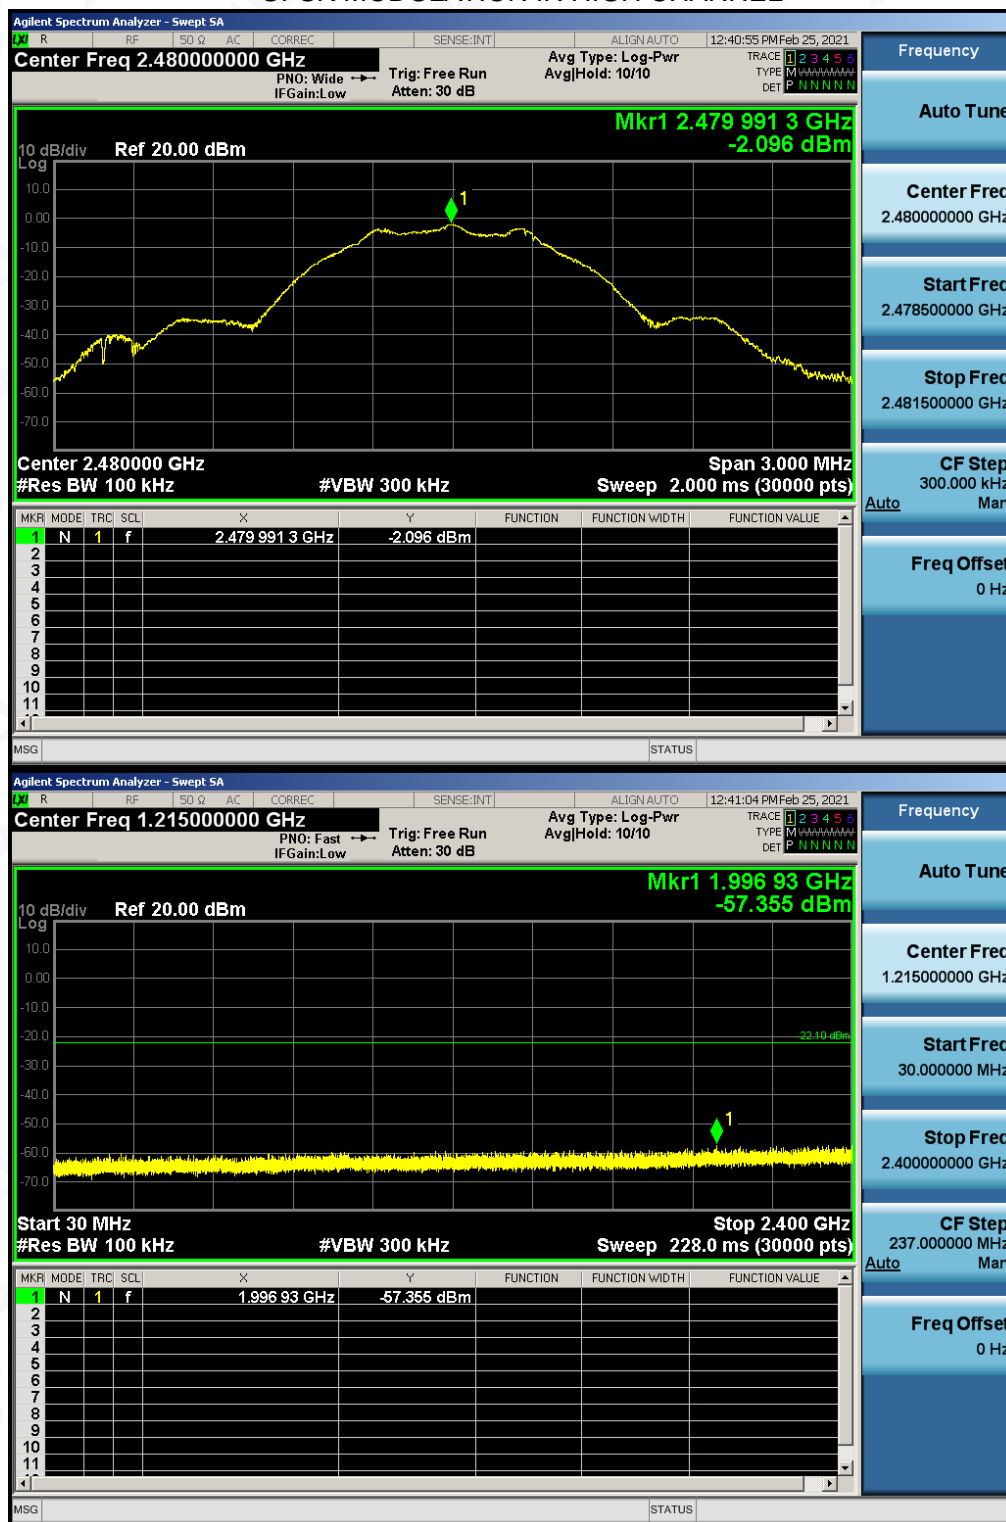 GFSK MODULATION IN HIGH CHANNEL
Agilent Spectrum Analyzer - Swept SA
LXI R RF 50 Ω AC CORREC SENSE:INT ALIGN AUTO 12:40:55 PM Feb 25, 2021
Center Freq 2.480000000 GHz
PNO: Wide
IFGain:Low
Trig: Free Run
Atten: 30 dB
Avg Type: Log-Pwr
Avg|Hold: 10/10
TRACE 1 2 3 4 5 6
TYPE M
DET P N N N N N
Mkr1 2.479 991 3 GHz
-2.096 dBm
10 dB/div Ref 20.00 dBm
Log
10.0
0.00
-10.0
-20.0
-30.0
-40.0
-50.0
-60.0
-70.0
1
Center 2.480000 GHz Span 3.000 MHz
#Res BW 100 kHz #VBW 300 kHz Sweep 2.000 ms (30000 pts)
MKR MODE TRC SCL X Y FUNCTION FUNCTION WIDTH FUNCTION VALUE
1 N 1 f 2.479 991 3 GHz -2.096 dBm
2
3
4
5
6
7
8
9
10
11
MSG STATUS
Frequency
Auto Tune
Center Freq
2.480000000 GHz
Start Freq
2.478500000 GHz
Stop Freq
2.481500000 GHz
CF Step
300.000 kHz
Auto Man
Freq Offset
0 Hz
Agilent Spectrum Analyzer - Swept SA
LXI R RF 50 Ω AC CORREC SENSE:INT ALIGN AUTO 12:41:04 PM Feb 25, 2021
Center Freq 1.215000000 GHz
PNO: Fast
IFGain:Low
Trig: Free Run
Atten: 30 dB
Avg Type: Log-Pwr
Avg|Hold: 10/10
TRACE 1 2 3 4 5 6
TYPE M
DET P N N N N N
Mkr1 1.996 93 GHz
-57.355 dBm
10 dB/div Ref 20.00 dBm
Log
10.0
0.00
-10.0
-20.0
-30.0
-40.0
-50.0
-60.0
-70.0
-22.10 dBm
1
Start 30 MHz Stop 2.400 GHz
#Res BW 100 kHz #VBW 300 kHz Sweep 228.0 ms (30000 pts)
MKR MODE TRC SCL X Y FUNCTION FUNCTION WIDTH FUNCTION VALUE
1 N 1 f 1.996 93 GHz -57.355 dBm
2
3
4
5
6
7
8
9
10
11
MSG STATUS
Frequency
Auto Tune
Center Freq
1.215000000 GHz
Start Freq
30.000000 MHz
Stop Freq
2.400000000 GHz
CF Step
237.000000 MHz
Auto Man
Freq Offset
0 Hz